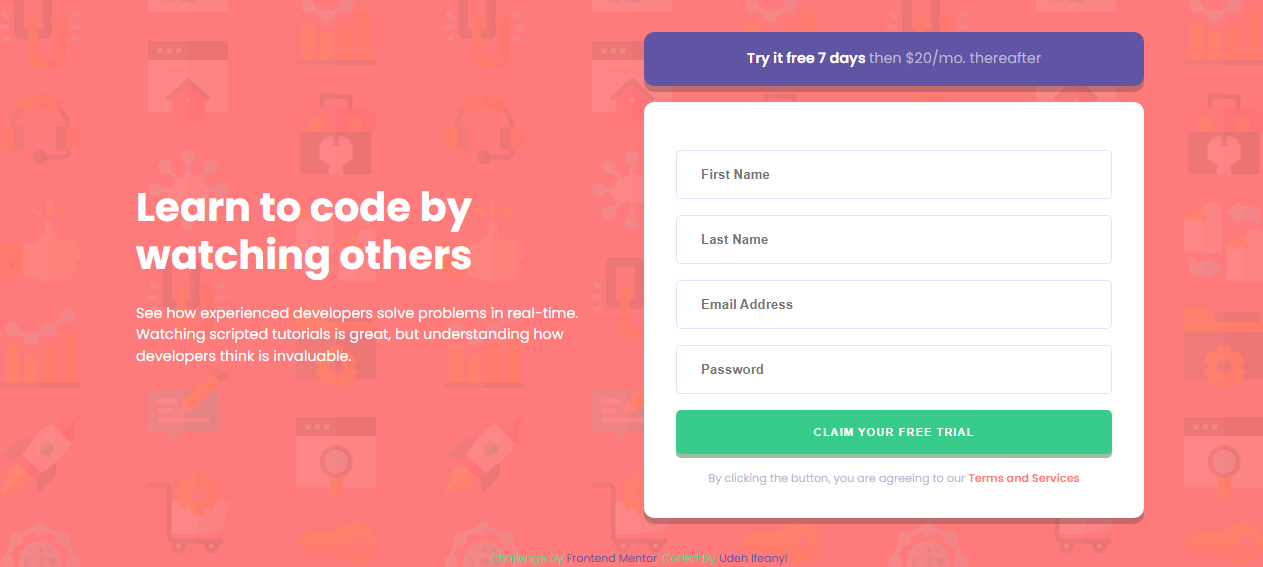 Try it free 7 days then $20/mo. thereafter
Learn to code by
watching others
See how experienced developers solve problems in real-time.
Watching scripted tutorials is great, but understanding how
developers think is invaluable.
First Name
Last Name
Email Address
Password
CLAIM YOUR FREE TRIAL
By clicking the button, you are agreeing to our Terms and Services
Challenge by Frontend Mentor. Coded by Udeh Ifeanyi